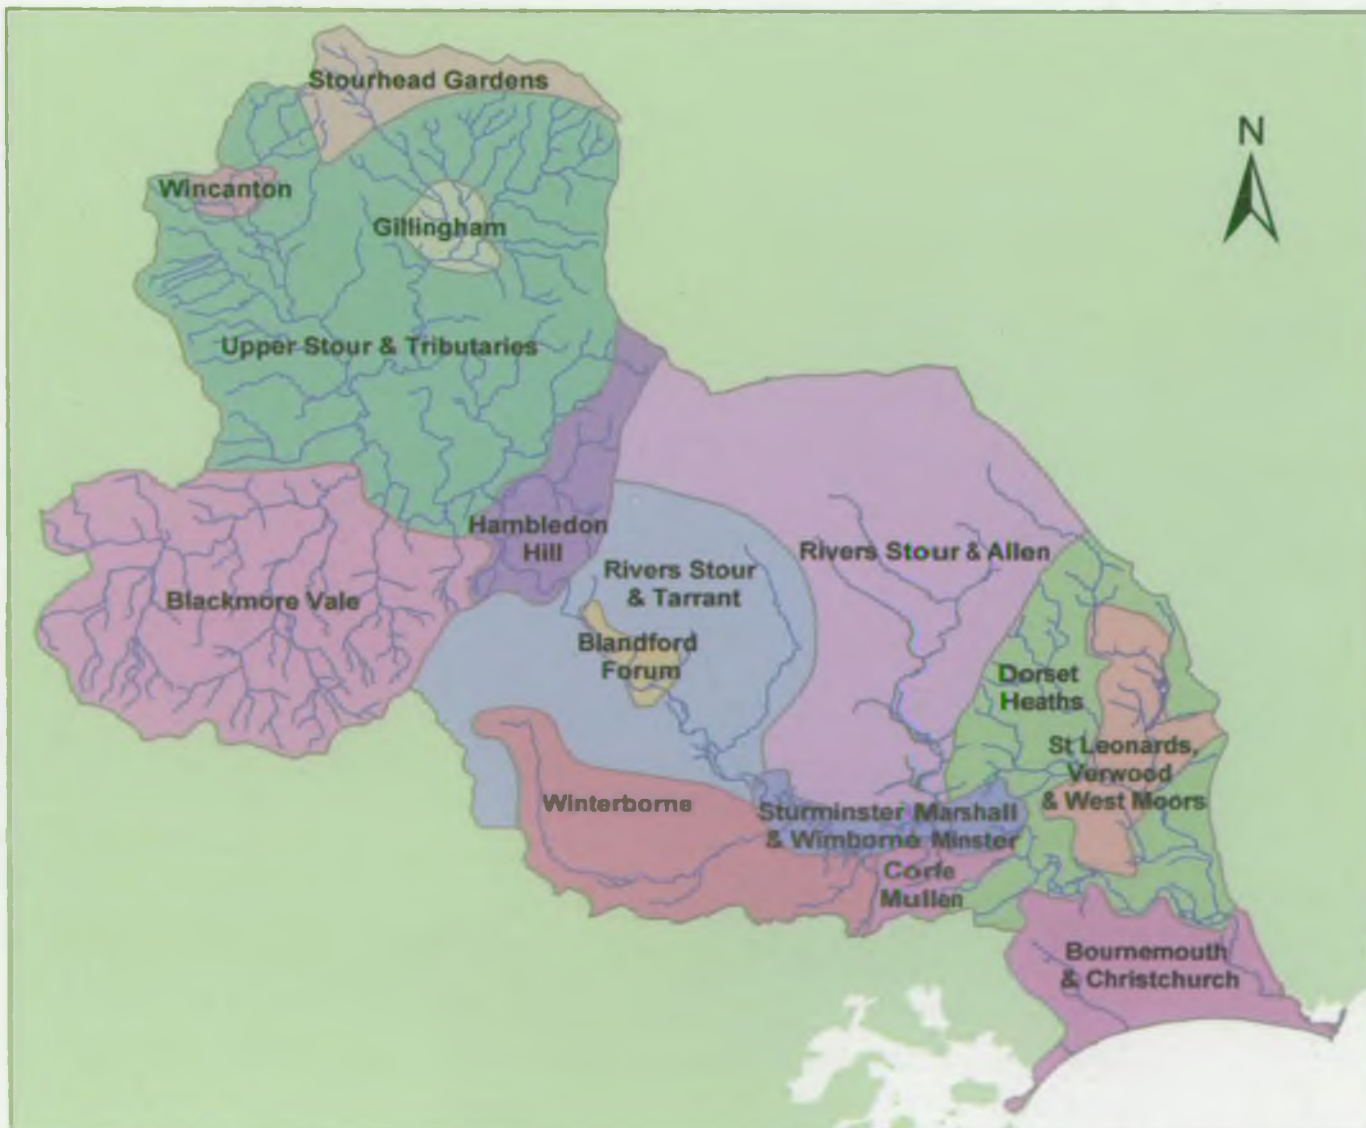 Stourhead Gardens
N
Wincanton
Gillingham
Upper Stour & Tributaries
Hambledon
Hill
Rivers Stour & Allen
Rivers Stour
& Tarrant
Blackmore Vale
Blandford
Forum
Dorset
Heaths
St Leonards,
Verwood
& West Moors
Winterborne
Sturminster Marshall
& Wimborne Minster
Corfe
Mullen
Bournemouth
& Christchurch